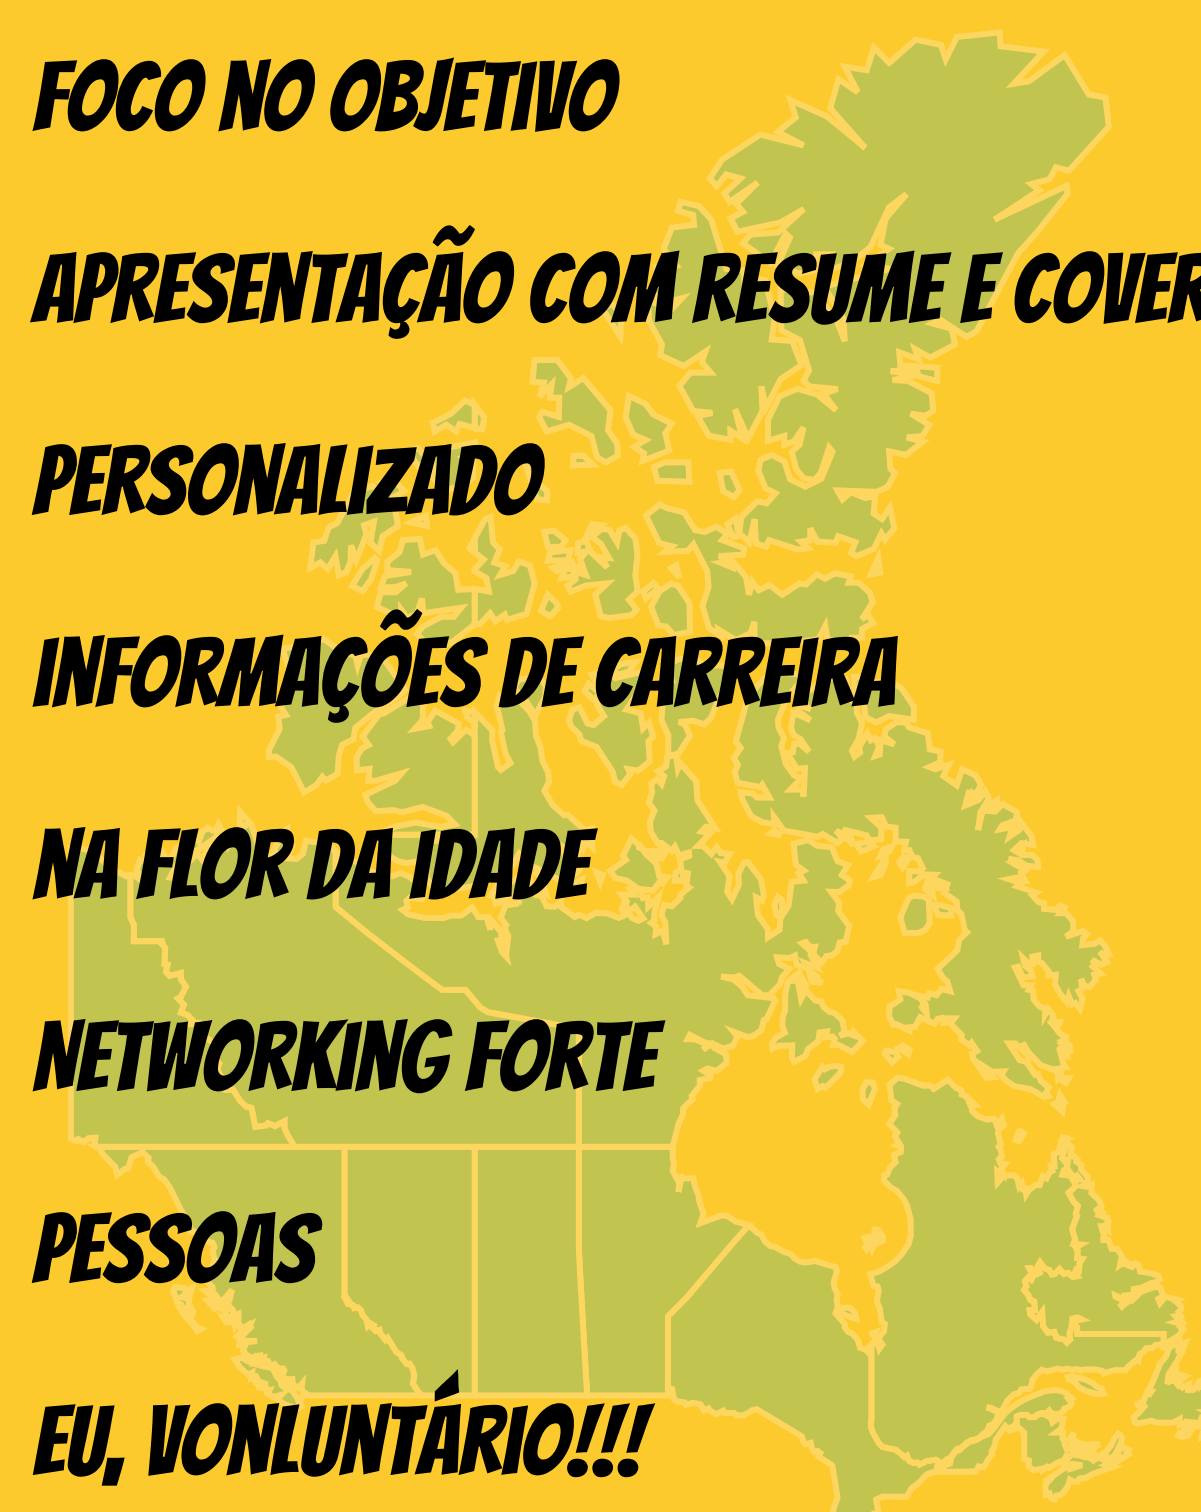 FOCO NO OBJETIVO
APRESENTAÇÃO COM RESUME E COVER
PERSONALIZADO
INFORMAÇÕES DE CARREIRA
NA FLOR DA IDADE
NETWORKING FORTE
PESSOAS
EU, VONLUNTÁRIO!!!